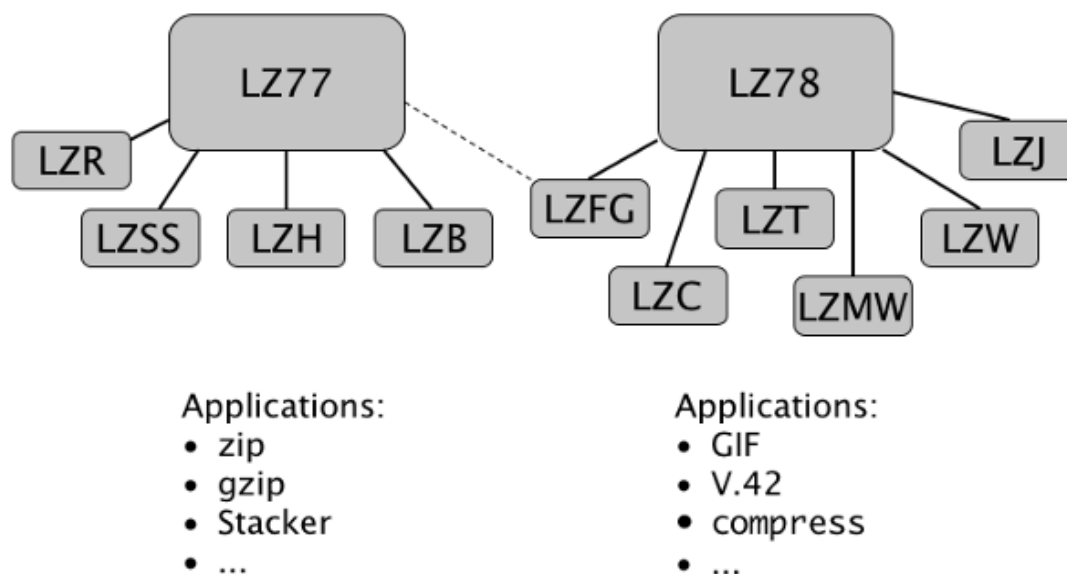 LZ77
LZ78
LZR
LZJ
LZSS
LZH
LZB
LZFG
LZT
LZW
LZC
LZMW
Applications:
• zip
• gzip
• Stacker
• ...
Applications:
• GIF
• V.42
• compress
• ...